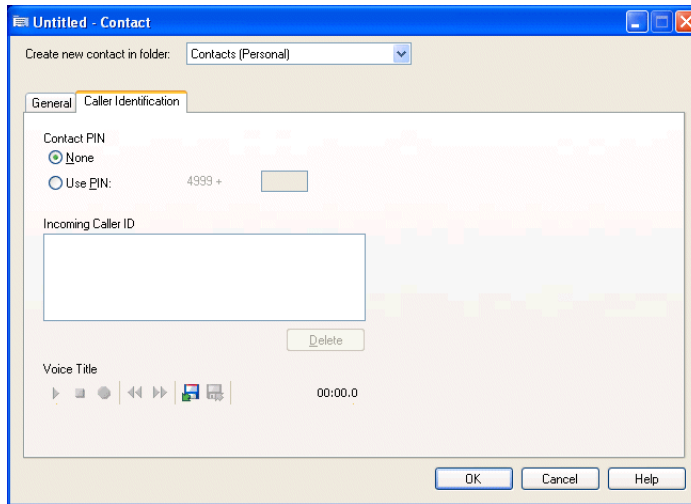 Untitled - Contact
Create new contact in folder: Contacts (Personal)
General Caller Identification
Contact PIN
None
Use PIN: 4999 +
Incoming Caller ID
Delete
Voice Title
00:00.0
OK Cancel Help